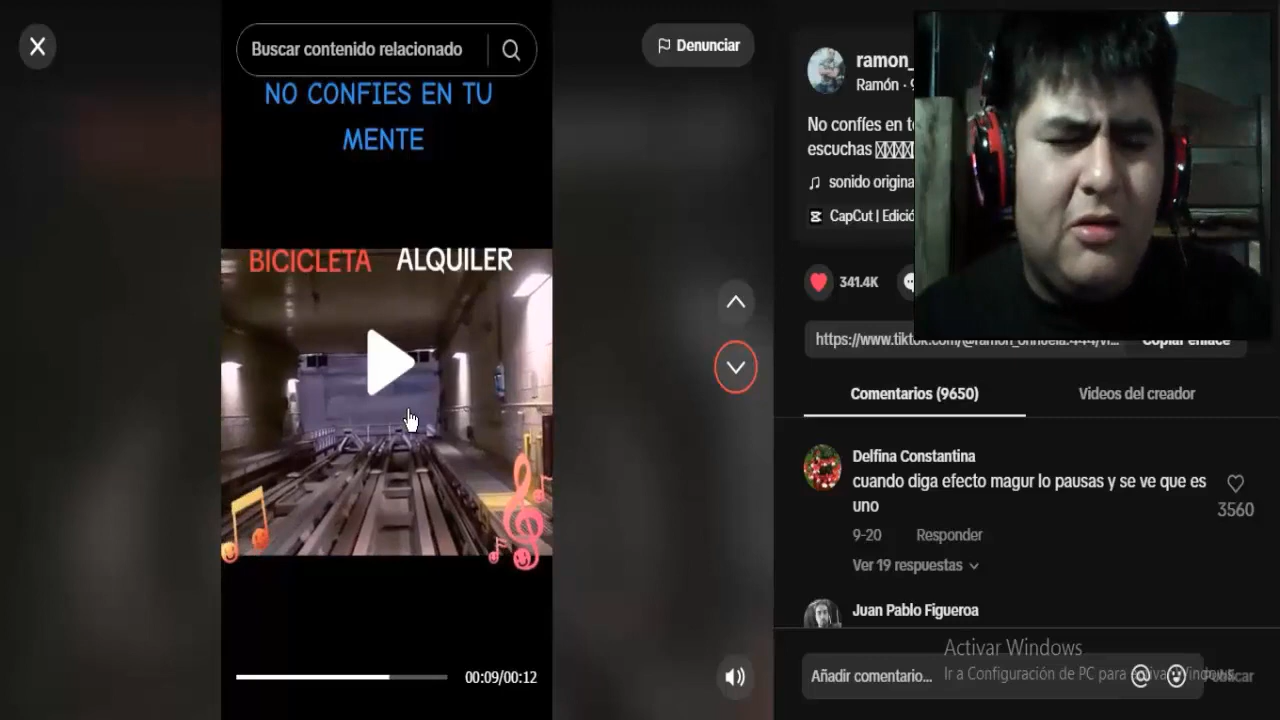 Buscar contenido relacionado
Denunciar
NO CONFIES EN TU
MENTE
BICICLETA ALQUILER
00:09/00:12
ramon_
Ramón
No confíes en
escuchas
sonido origina
CapCut | Edició
341.4K
Comentarios (9650)
Videos del creador
Delfina Constantina
cuando diga efecto magur lo pausas y se ve que es
uno
3560
9-20 Responder
Ver 19 respuestas
Juan Pablo Figueroa
Activar Windows
Añadir comentario...
Ir a Configuración de PC para